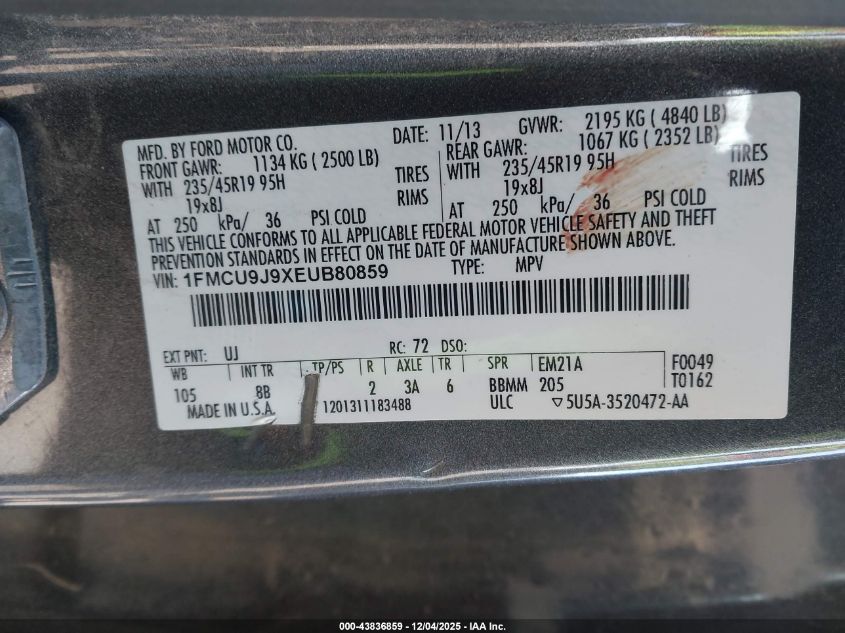 MFD. BY FORD MOTOR CO. DATE: 11/13 GVWR: 2195 KG ( 4840 LB)
FRONT GAWR: 1134 KG ( 2500 LB) REAR GAWR: 1067 KG ( 2352 LB)
WITH 235/45R19 95H TIRES WITH 235/45R19 95H TIRES
19x8J RIMS 19x8J RIMS
AT 250 kPa/ 36 PSI COLD AT 250 kPa/ 36 PSI COLD
THIS VEHICLE CONFORMS TO ALL APPLICABLE FEDERAL MOTOR VEHICLE SAFETY AND THEFT
PREVENTION STANDARDS IN EFFECT ON THE DATE OF MANUFACTURE SHOWN ABOVE.
VIN: 1FMCU9J9XEUB80859 TYPE: MPV
EXT PNT: UJ RC: 72 DSO:
WB INT TR TP/PS R AXLE TR SPR EM21A F0049
105 8B 2 3A 6 BBMM 205 T0162
MADE IN U.S.A. 1201311183488 ULC ▽5U5A-3520472-AA
000-43836859 - 12/04/2025 - IAA Inc.